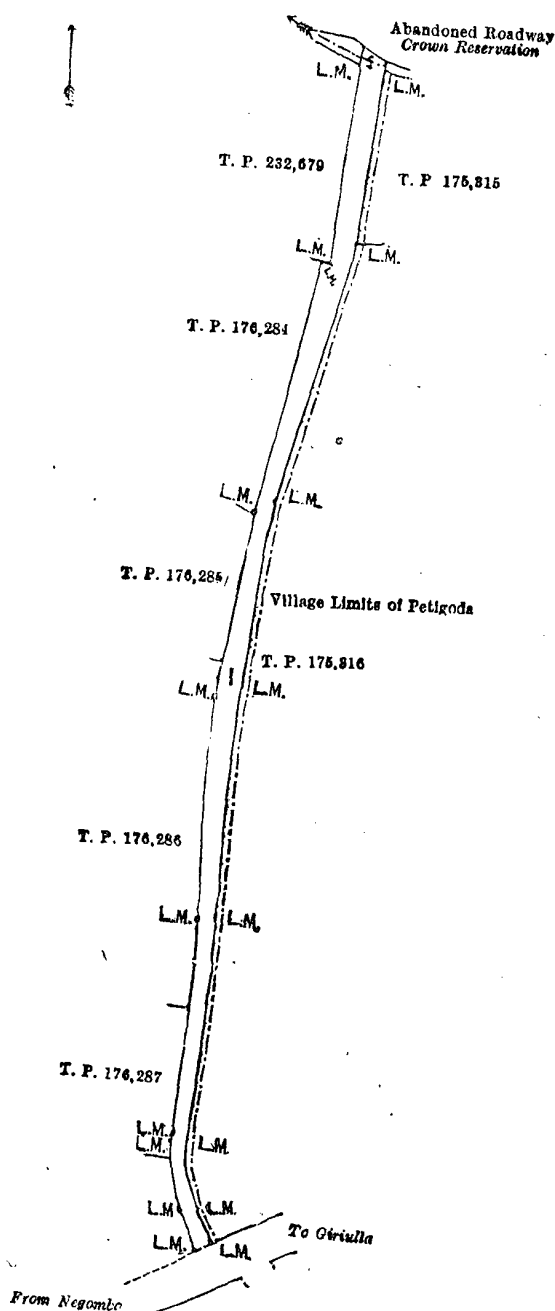 Abandoned Roadway
Crown Reservation
L.M.
L.M.
T. P. 232,679
T. P 175,815
L.M.
L.M.
L.M.
T. P. 176,284
L.M.
L.M.
T. P. 176,285
Village Limits of Petigoda
T. P. 175,816
L.M.
L.M.
T. P. 176,286
L.M.
L.M.
T. P. 176,287
L.M.
L.M.
L.M.
L.M
L.M.
L.M.
L.M.
To Giriulla
From Negombo